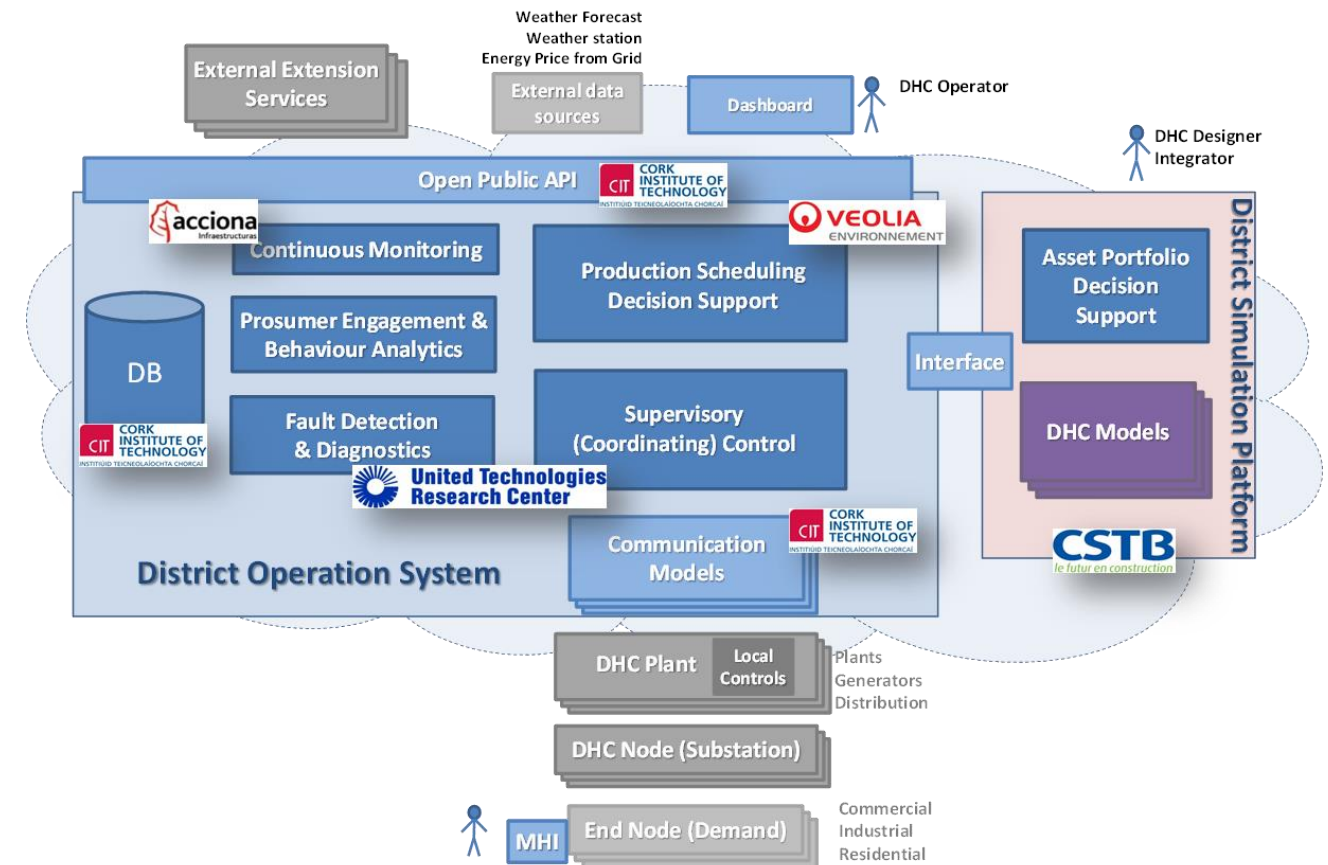 Weather Forecast
Weather station
Energy Price from Grid
External Extension
Services
External data
sources
Dashboard
DHC Operator
DHC Designer
Integrator
Open Public API
CIT
CORK
INSTITUTE OF
TECHNOLOGY
INSTITIÚID TEICNEOLAÍOCHTA CHORCAÍ
acciona
Infraestructuras
VEOLIA
ENVIRONNEMENT
Continuous Monitoring
Production Scheduling
Decision Support
Prosumer Engagement &
Behaviour Analytics
DB
CIT
CORK
INSTITUTE OF
TECHNOLOGY
INSTITIÚID TEICNEOLAÍOCHTA CHORCAÍ
Fault Detection
& Diagnostics
United Technologies
Research Center
Supervisory
(Coordinating) Control
CIT
CORK
INSTITUTE OF
TECHNOLOGY
INSTITIÚID TEICNEOLAÍOCHTA CHORCAÍ
Communication
Models
District Operation System
Interface
Asset Portfolio
Decision
Support
DHC Models
District Simulation Platform
CSTB
le futur en construction
DHC Plant
Local
Controls
Plants
Generators
Distribution
DHC Node (Substation)
MHI
End Node (Demand)
Commercial
Industrial
Residential